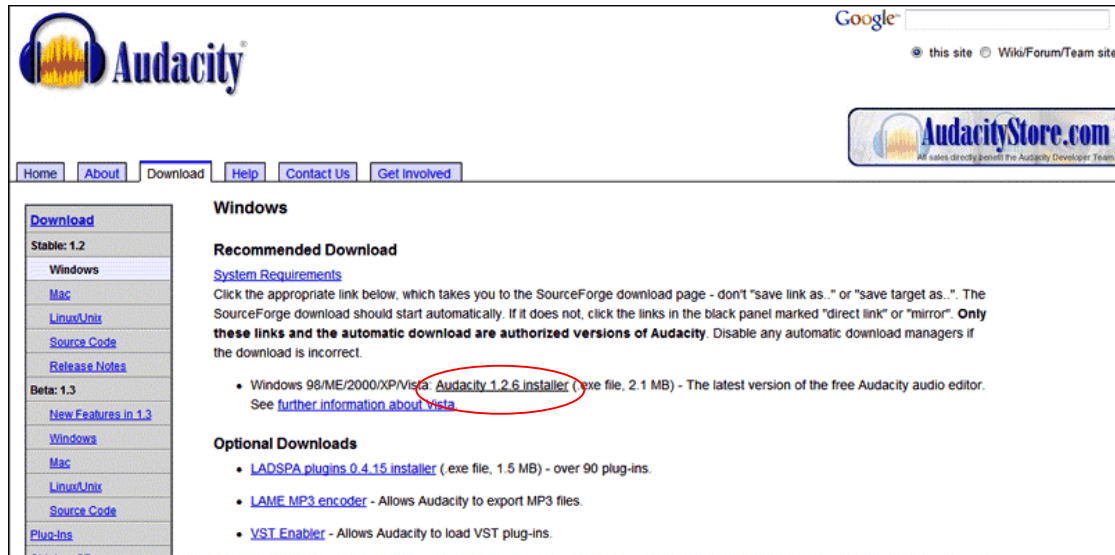 Audacity®
Google™
this site Wiki/Forum/Team site
AudacityStore.com
All sales directly benefit the Audacity Developer Team
Home About Download Help Contact Us Get Involved
Download
Stable: 1.2
Windows
Mac
Linux/Unix
Source Code
Release Notes
Beta: 1.3
New Features in 1.3
Windows
Mac
Linux/Unix
Source Code
Plug-Ins
Windows
Recommended Download
System Requirements
Click the appropriate link below, which takes you to the SourceForge download page - don't "save link as.." or "save target as..". The
SourceForge download should start automatically. If it does not, click the links in the black panel marked "direct link" or "mirror". Only
these links and the automatic download are authorized versions of Audacity. Disable any automatic download managers if
the download is incorrect.
• Windows 98/ME/2000/XP/Vista: Audacity 1.2.6 installer (.exe file, 2.1 MB) - The latest version of the free Audacity audio editor.
See further information about Vista.
Optional Downloads
• LADSPA plugins 0.4.15 installer (.exe file, 1.5 MB) - over 90 plug-ins.
• LAME MP3 encoder - Allows Audacity to export MP3 files.
• VST Enabler - Allows Audacity to load VST plug-ins.